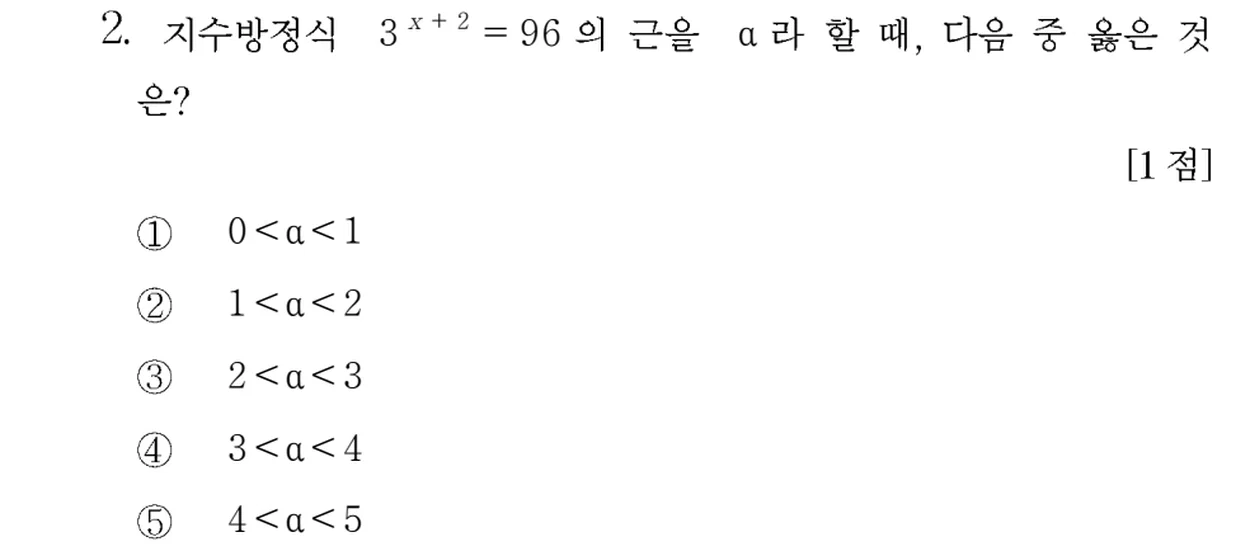 2. 지수방정식 3^{x+2} = 96 의 근을 α라 할 때, 다음 중 옳은 것
은?
[1 점]
① 0<α<1
② 1<α<2
③ 2<α<3
④ 3<α<4
⑤ 4<α<5